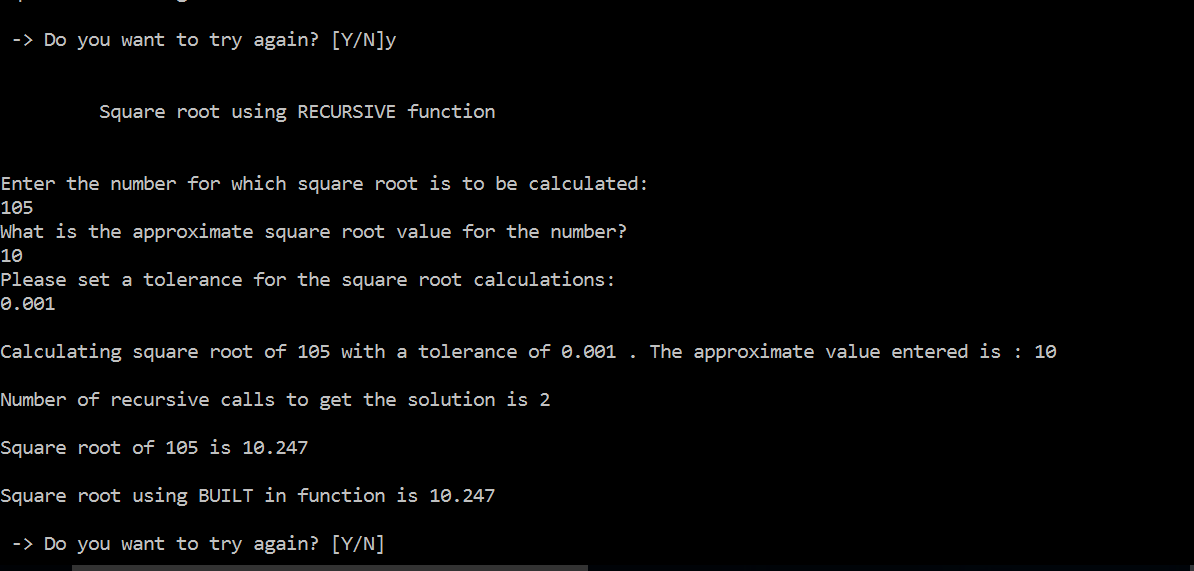 -> Do you want to try again? [Y/N]y
Square root using RECURSIVE function
Enter the number for which square root is to be calculated:
105
What is the approximate square root value for the number?
10
Please set a tolerance for the square root calculations:
0.001
Calculating square root of 105 with a tolerance of 0.001 . The approximate value entered is : 10
Number of recursive calls to get the solution is 2
Square root of 105 is 10.247
Square root using BUILT in function is 10.247
-> Do you want to try again? [Y/N]